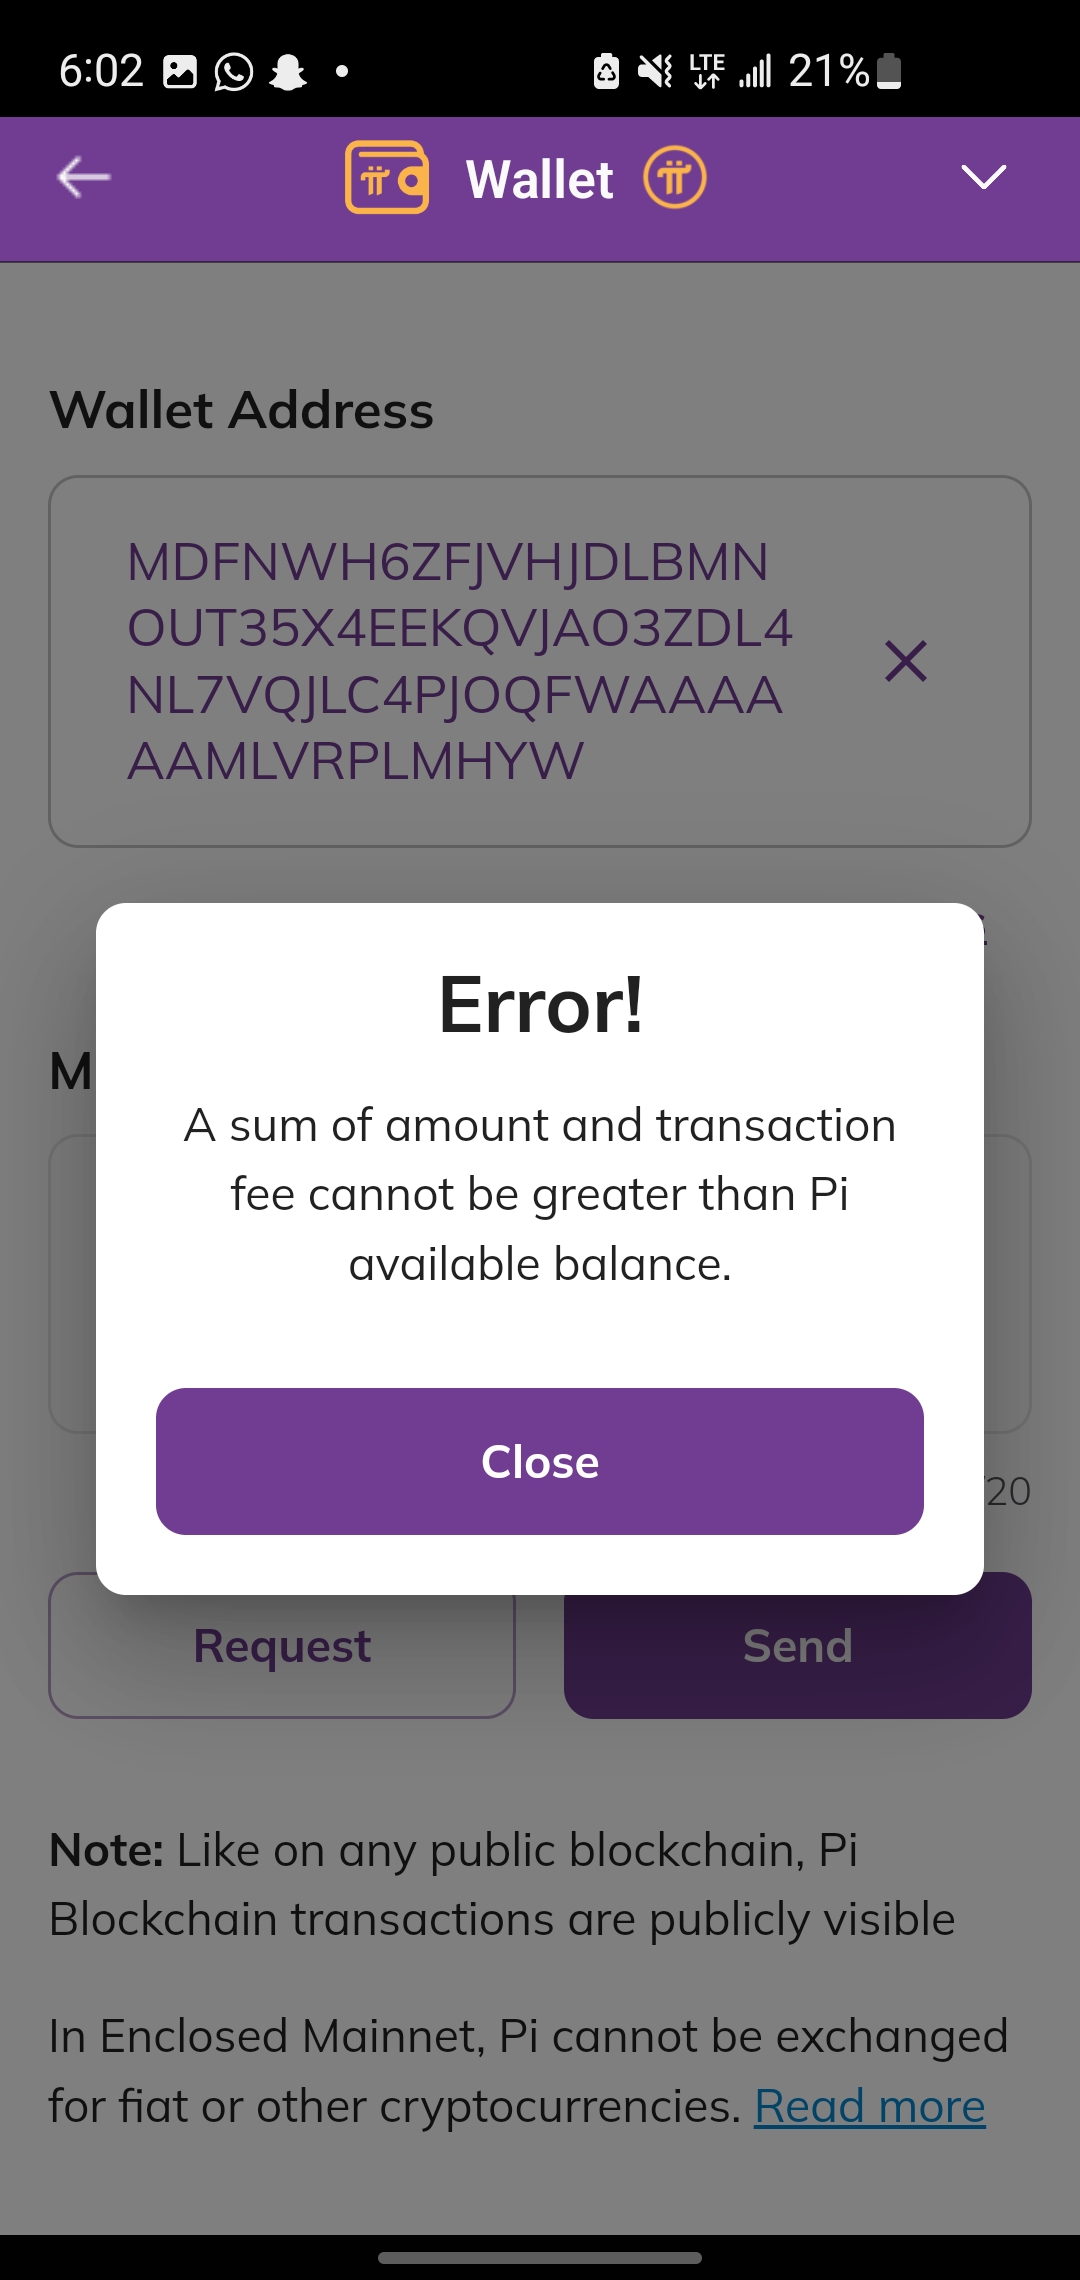 6:02
LTE
21%
Wallet
Wallet Address
MDFNWH6ZFJVHJDLBMN
OUT35X4EEKQVJAO3ZDL4
NL7VQJLC4PJOQFWAAAA
AAMLVRPLMHYW
Error!
A sum of amount and transaction
fee cannot be greater than Pi
available balance.
Close
/20
Request
Send
Note: Like on any public blockchain, Pi
Blockchain transactions are publicly visible
In Enclosed Mainnet, Pi cannot be exchanged
for fiat or other cryptocurrencies. Read more